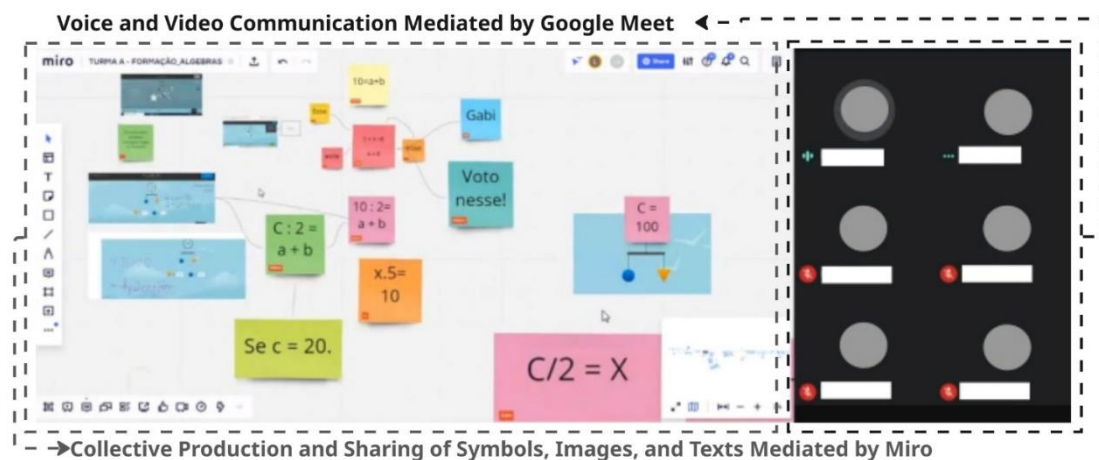 Voice and Video Communication Mediated by Google Meet
miro
TURMA A - FORMAÇÃO_ALGEBRAS
Share
10=a+b
Gabi
Voto
nesse!
C : 2 =
a + b
10 : 2=
a + b
C =
100
x.5=
10
Se c = 20.
C/2 = X
Collective Production and Sharing of Symbols, Images, and Texts Mediated by Miro